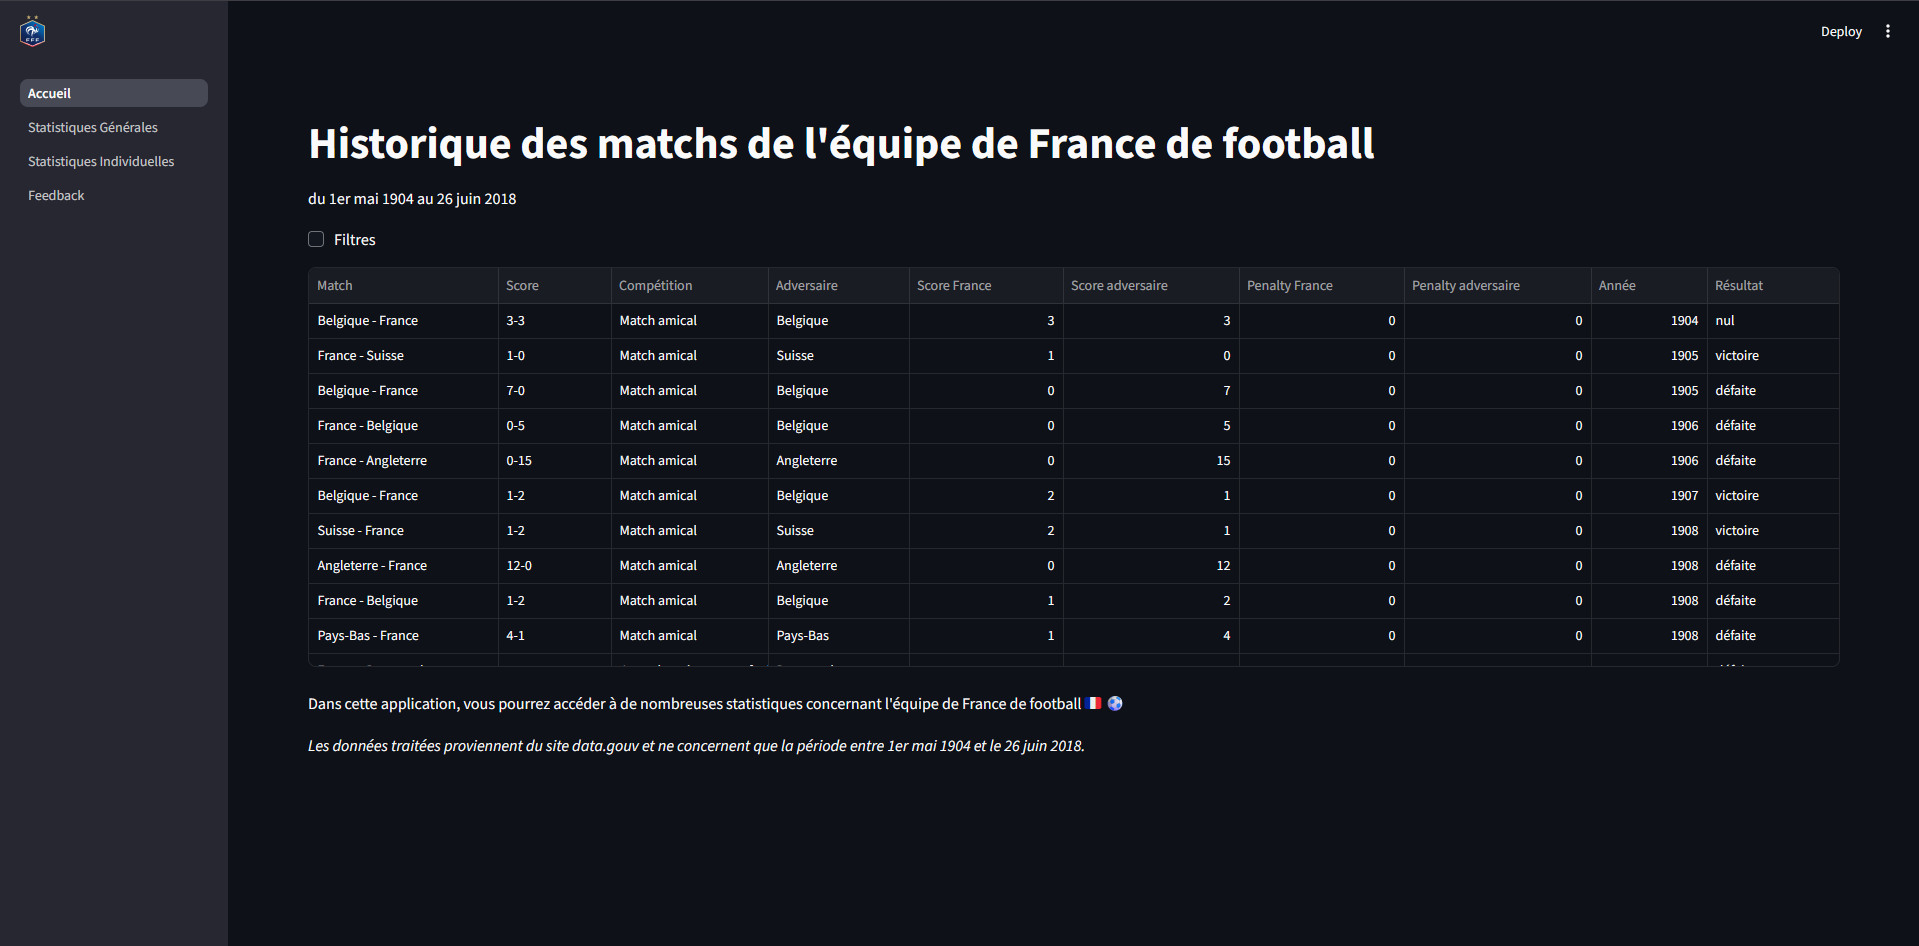 FFF
Deploy
Accueil
Statistiques Générales
Statistiques Individuelles
Feedback
Historique des matchs de l'équipe de France de football
du 1er mai 1904 au 26 juin 2018
Filtres
Match Score Compétition Adversaire Score France Score adversaire Penalty France Penalty adversaire Année Résultat
Belgique - France 3-3 Match amical Belgique 3 3 0 0 1904 nul
France - Suisse 1-0 Match amical Suisse 1 0 0 0 1905 victoire
Belgique - France 7-0 Match amical Belgique 0 7 0 0 1905 défaite
France - Belgique 0-5 Match amical Belgique 0 5 0 0 1906 défaite
France - Angleterre 0-15 Match amical Angleterre 0 15 0 0 1906 défaite
Belgique - France 1-2 Match amical Belgique 2 1 0 0 1907 victoire
Suisse - France 1-2 Match amical Suisse 2 1 0 0 1908 victoire
Angleterre - France 12-0 Match amical Angleterre 0 12 0 0 1908 défaite
France - Belgique 1-2 Match amical Belgique 1 2 0 0 1908 défaite
Pays-Bas - France 4-1 Match amical Pays-Bas 1 4 0 0 1908 défaite
Dans cette application, vous pourrez accéder à de nombreuses statistiques concernant l'équipe de France de football 🇫🇷 ⚽
Les données traitées proviennent du site data.gouv et ne concernent que la période entre 1er mai 1904 et le 26 juin 2018.